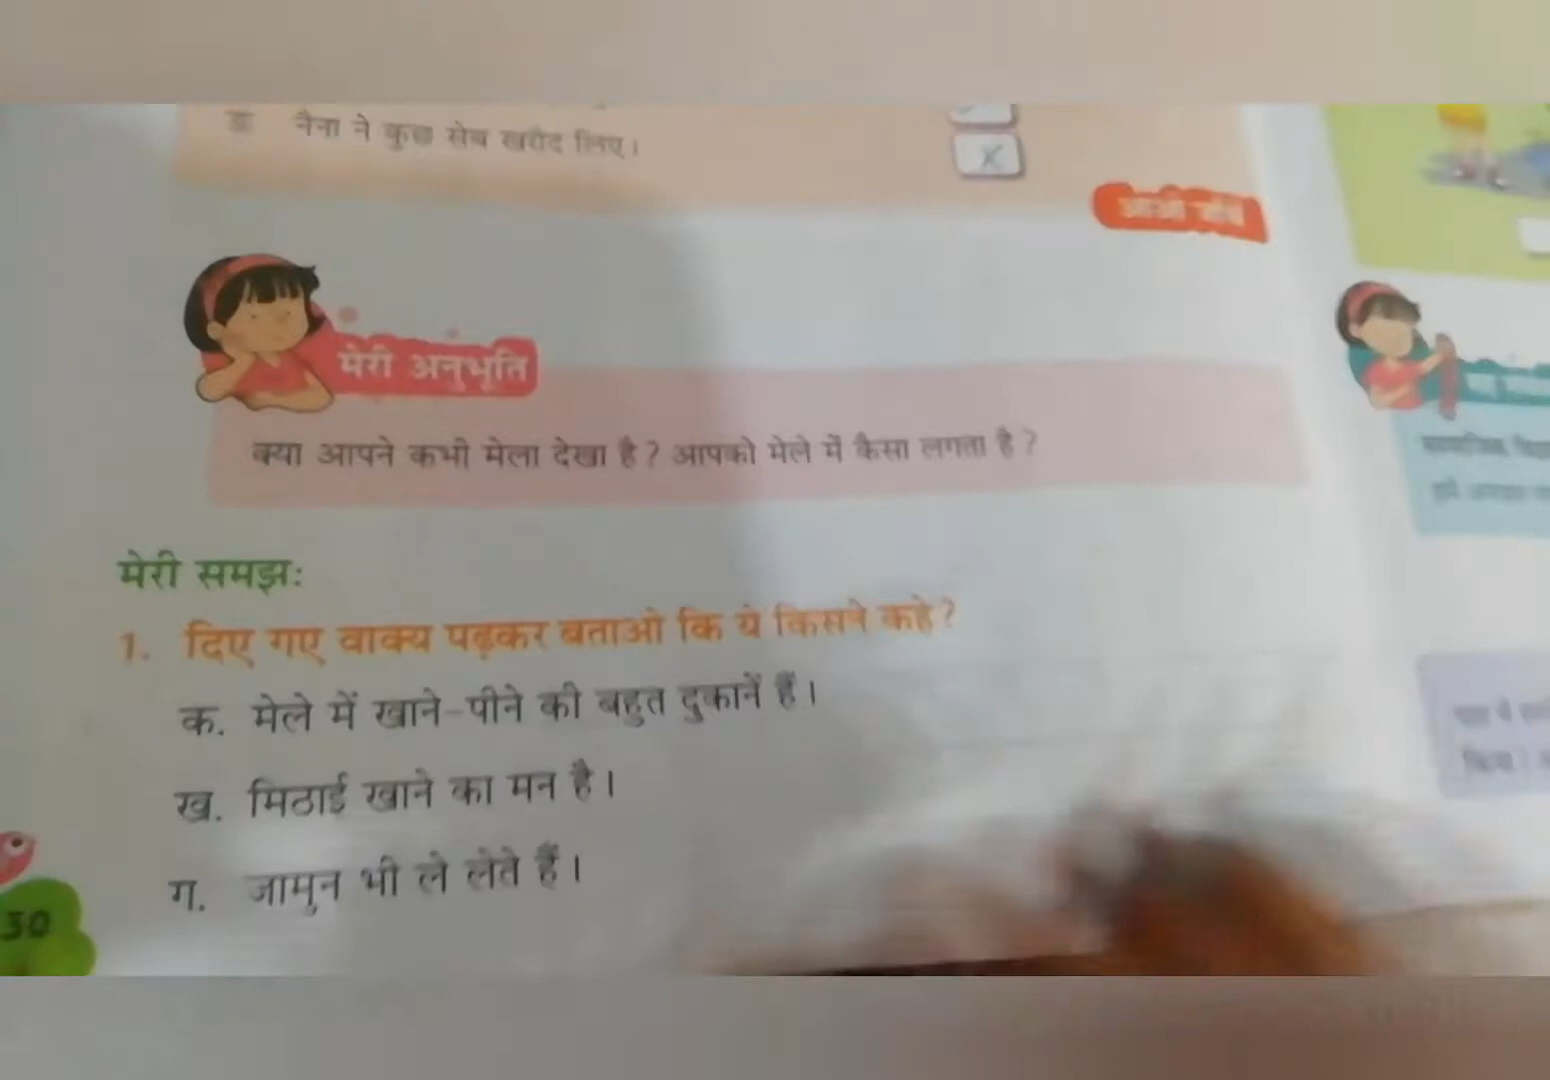 ङ नैना ने कुछ सेब खरीद लिए।
X
मेरी अनुभूति
क्या आपने कभी मेला देखा है? आपको मेले में कैसा लगता है?
मेरी समझ:
1. दिए गए वाक्य पढ़कर बताओ कि ये किसने कहे?
क. मेले में खाने-पीने की बहुत दुकानें हैं।
ख. मिठाई खाने का मन है।
ग. जामुन भी ले लेते हैं।
50